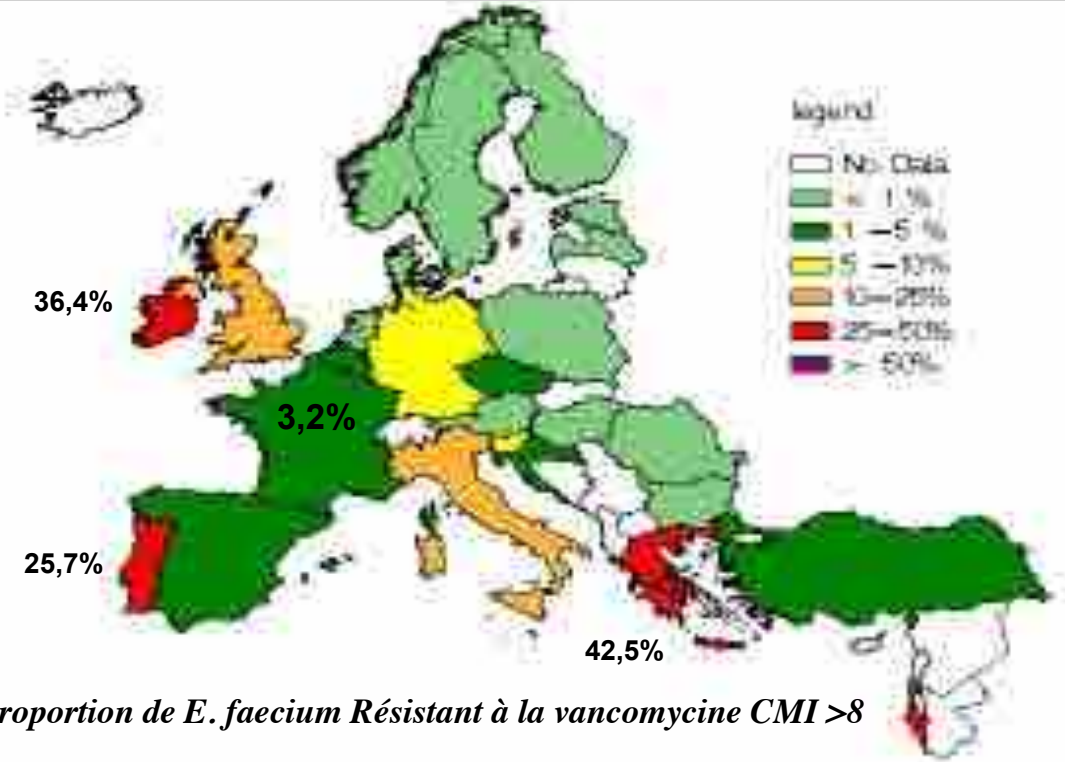 legend
No Data
< 1 %
1 –5 %
5 –10%
10–25%
25–50%
> 50%
36,4%
3,2%
25,7%
42,5%
roportion de E. faecium Résistant à la vancomycine CMI >8